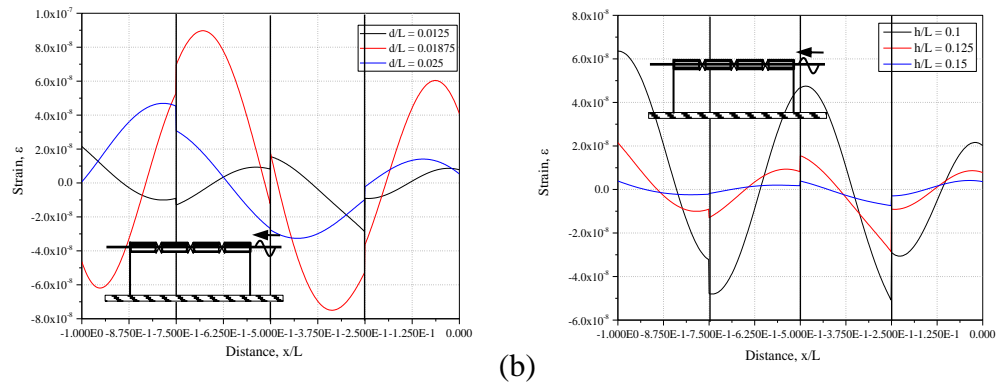 1.0x10⁻⁷
8.0x10⁻⁸
6.0x10⁻⁸
4.0x10⁻⁸
2.0x10⁻⁸
0.0
-2.0x10⁻⁸
-4.0x10⁻⁸
-6.0x10⁻⁸
-8.0x10⁻⁸
Strain, ε
d/L = 0.0125
d/L = 0.01875
d/L = 0.025
-1.000E0 -8.750E-1 -7.500E-1 -6.250E-1 -5.000E-1 -3.750E-1 -2.500E-1 -1.250E-1 0.000
Distance, x/L
(b)
8.0x10⁻⁸
6.0x10⁻⁸
4.0x10⁻⁸
2.0x10⁻⁸
0.0
-2.0x10⁻⁸
-4.0x10⁻⁸
-6.0x10⁻⁸
Strain, ε
h/L = 0.1
h/L = 0.125
h/L = 0.15
-1.000E0 -8.750E-1 -7.500E-1 -6.250E-1 -5.000E-1 -3.750E-1 -2.500E-1 -1.250E-1 0.000
Distance, x/L